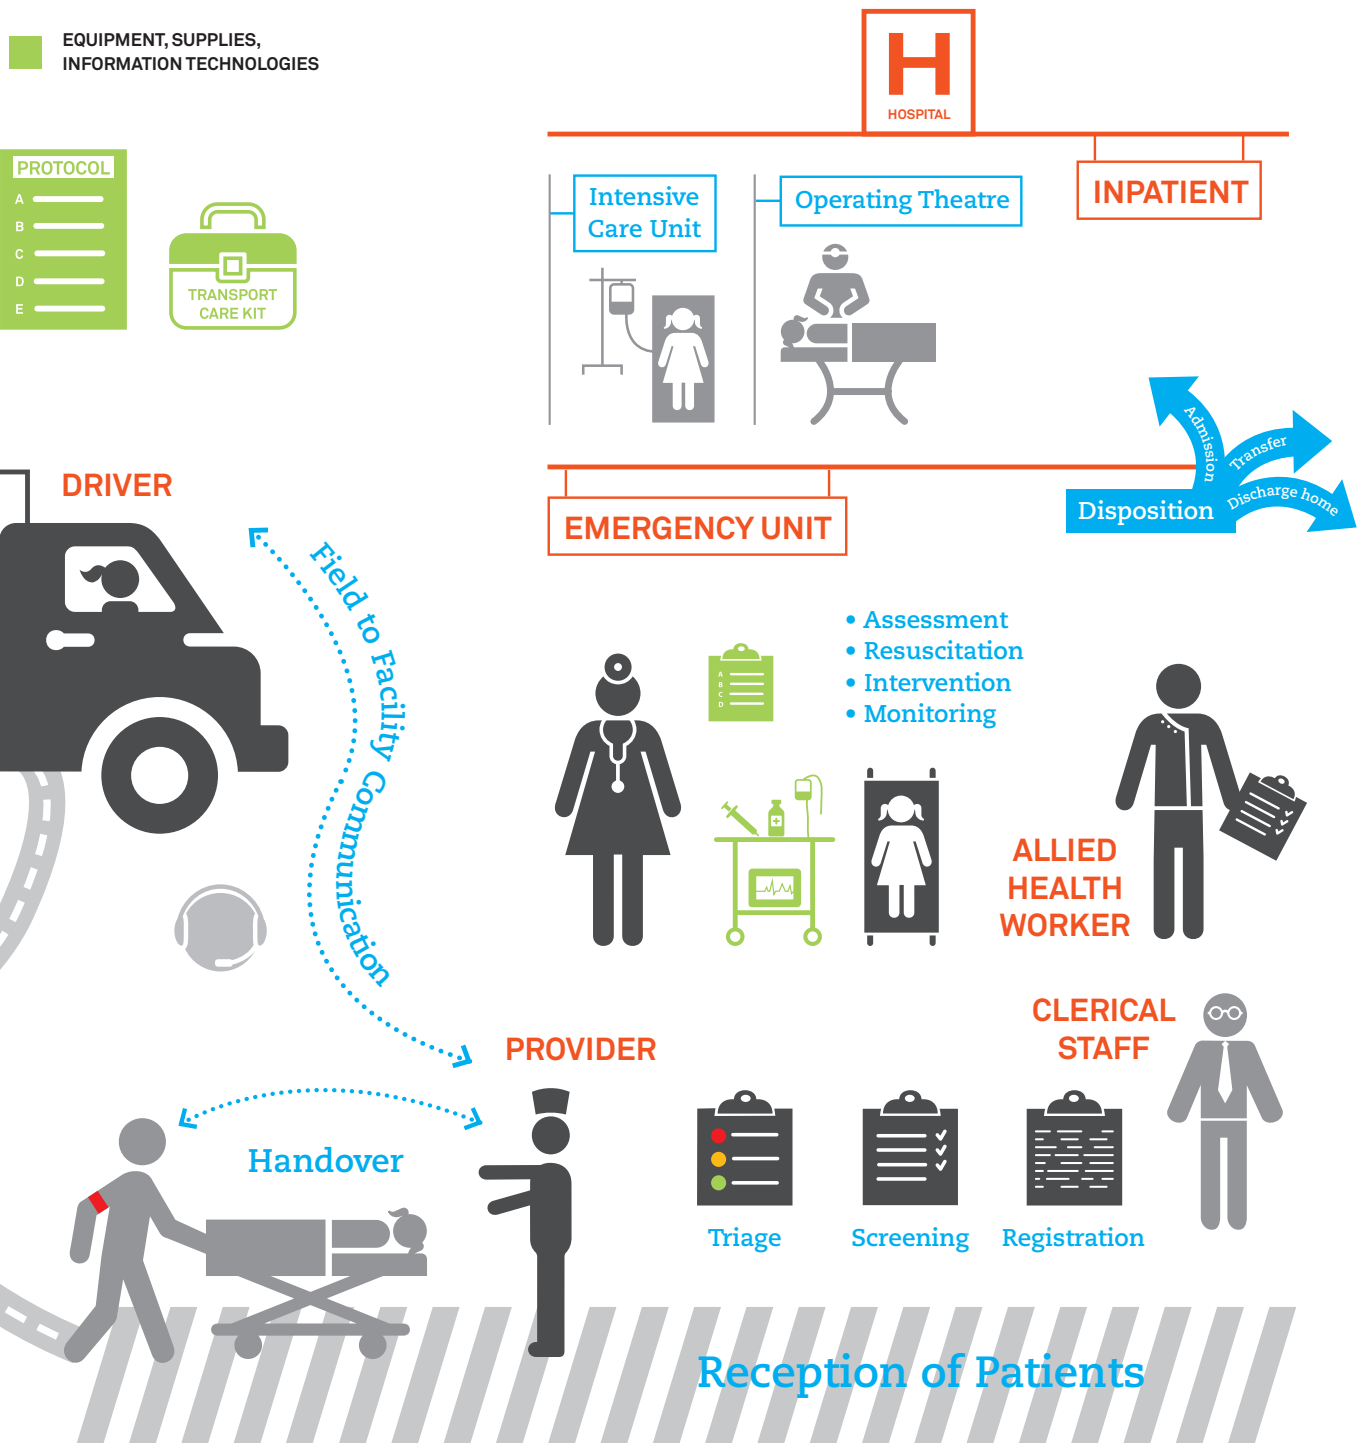 EQUIPMENT, SUPPLIES,
INFORMATION TECHNOLOGIES
H
HOSPITAL
PROTOCOL
A
B
C
D
E
TRANSPORT
CARE KIT
Intensive
Care Unit
Operating Theatre
INPATIENT
Admission
Transfer
Discharge home
Disposition
DRIVER
EMERGENCY UNIT
Field to Facility Communication
• Assessment
• Resuscitation
• Intervention
• Monitoring
A
B
C
D
ALLIED
HEALTH
WORKER
CLERICAL
STAFF
PROVIDER
Handover
Triage
Screening
Registration
Reception of Patients